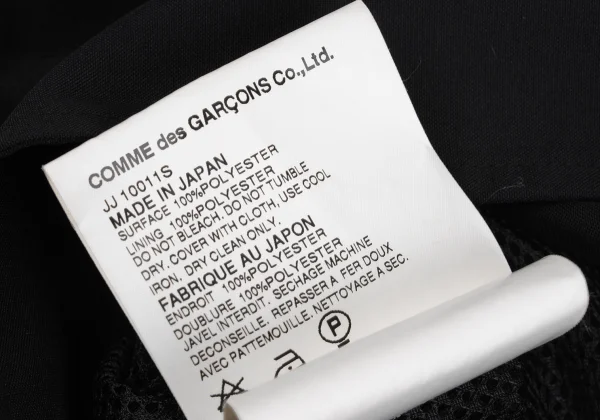 COMME des GARÇONS Co.,Ltd.
JJ 10011S
MADE IN JAPAN
SURFACE 100%POLYESTER
LINING 100%POLYESTER
DO NOT BLEACH. DO NOT TUMBLE
DRY. COVER WITH CLOTH, USE COOL
IRON. DRY CLEAN ONLY.
FABRIQUE AU JAPON
ENDROIT 100%POLYESTER
DOUBLURE 100%POLYESTER
JAVEL INTERDIT. SECHAGE MACHINE
DECONSEILLE. REPASSER A FER DOUX
AVEC PATTEMOUILLE. NETTOYAGE A SEC.
P